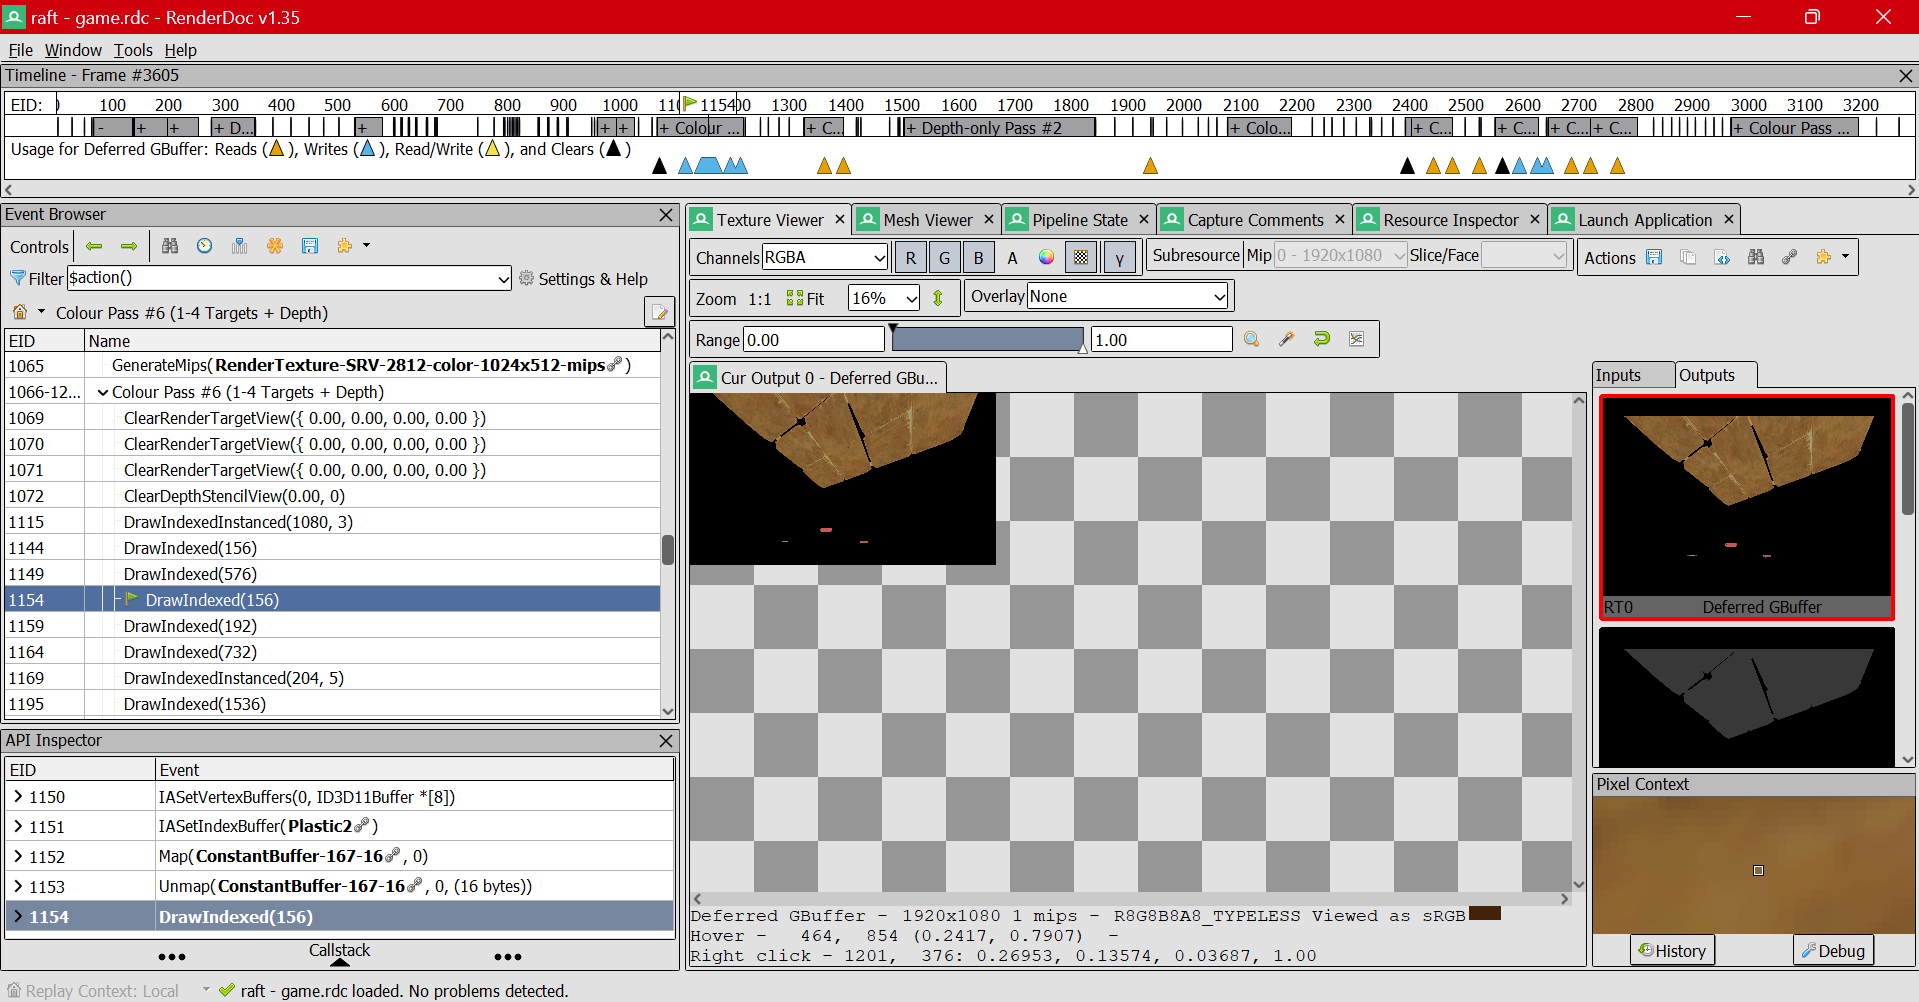 raft - game.rdc - RenderDoc v1.35
File Window Tools Help
Timeline - Frame #3605
EID: 100 200 300 400 500 600 700 800 900 1000 1154 1300 1400 1500 1600 1700 1800 1900 2000 2100 2200 2300 2400 2500 2600 2700 2800 2900 3000 3100 3200
- + + + D... + + + + Colour ... + C... + Depth-only Pass #2 + Colo... + C... + C... + C... + C... + Colour Pass ...
Usage for Deferred GBuffer: Reads ( ), Writes ( ), Read/Write ( ), and Clears ( )
Event Browser
Controls
Filter $action() Settings & Help
Colour Pass #6 (1-4 Targets + Depth)
EID Name
1065 GenerateMips(RenderTexture-SRV-2812-color-1024x512-mips )
1066-12... Colour Pass #6 (1-4 Targets + Depth)
1069 ClearRenderTargetView({ 0.00, 0.00, 0.00, 0.00 })
1070 ClearRenderTargetView({ 0.00, 0.00, 0.00, 0.00 })
1071 ClearRenderTargetView({ 0.00, 0.00, 0.00, 0.00 })
1072 ClearDepthStencilView(0.00, 0)
1115 DrawIndexedInstanced(1080, 3)
1144 DrawIndexed(156)
1149 DrawIndexed(576)
1154 DrawIndexed(156)
1159 DrawIndexed(192)
1164 DrawIndexed(732)
1169 DrawIndexedInstanced(204, 5)
1195 DrawIndexed(1536)
API Inspector
EID Event
1150 IASetVertexBuffers(0, ID3D11Buffer *[8])
1151 IASetIndexBuffer(Plastic2 )
1152 Map(ConstantBuffer-167-16 , 0)
1153 Unmap(ConstantBuffer-167-16 , 0, (16 bytes))
1154 DrawIndexed(156)
Callstack
Texture Viewer Mesh Viewer Pipeline State Capture Comments Resource Inspector Launch Application
Channels RGBA R G B A γ Subresource Mip 0 - 1920x1080 Slice/Face Actions
Zoom 1:1 Fit 16% Overlay None
Range 0.00 1.00
Cur Output 0 - Deferred GBu...
Deferred GBuffer - 1920x1080 1 mips - R8G8B8A8_TYPELESS Viewed as sRGB
Hover - 464, 854 (0.2417, 0.7907) -
Right click - 1201, 376: 0.26953, 0.13574, 0.03687, 1.00
Inputs Outputs
RT0 Deferred GBuffer
Pixel Context
History Debug
Replay Context: Local raft - game.rdc loaded. No problems detected.